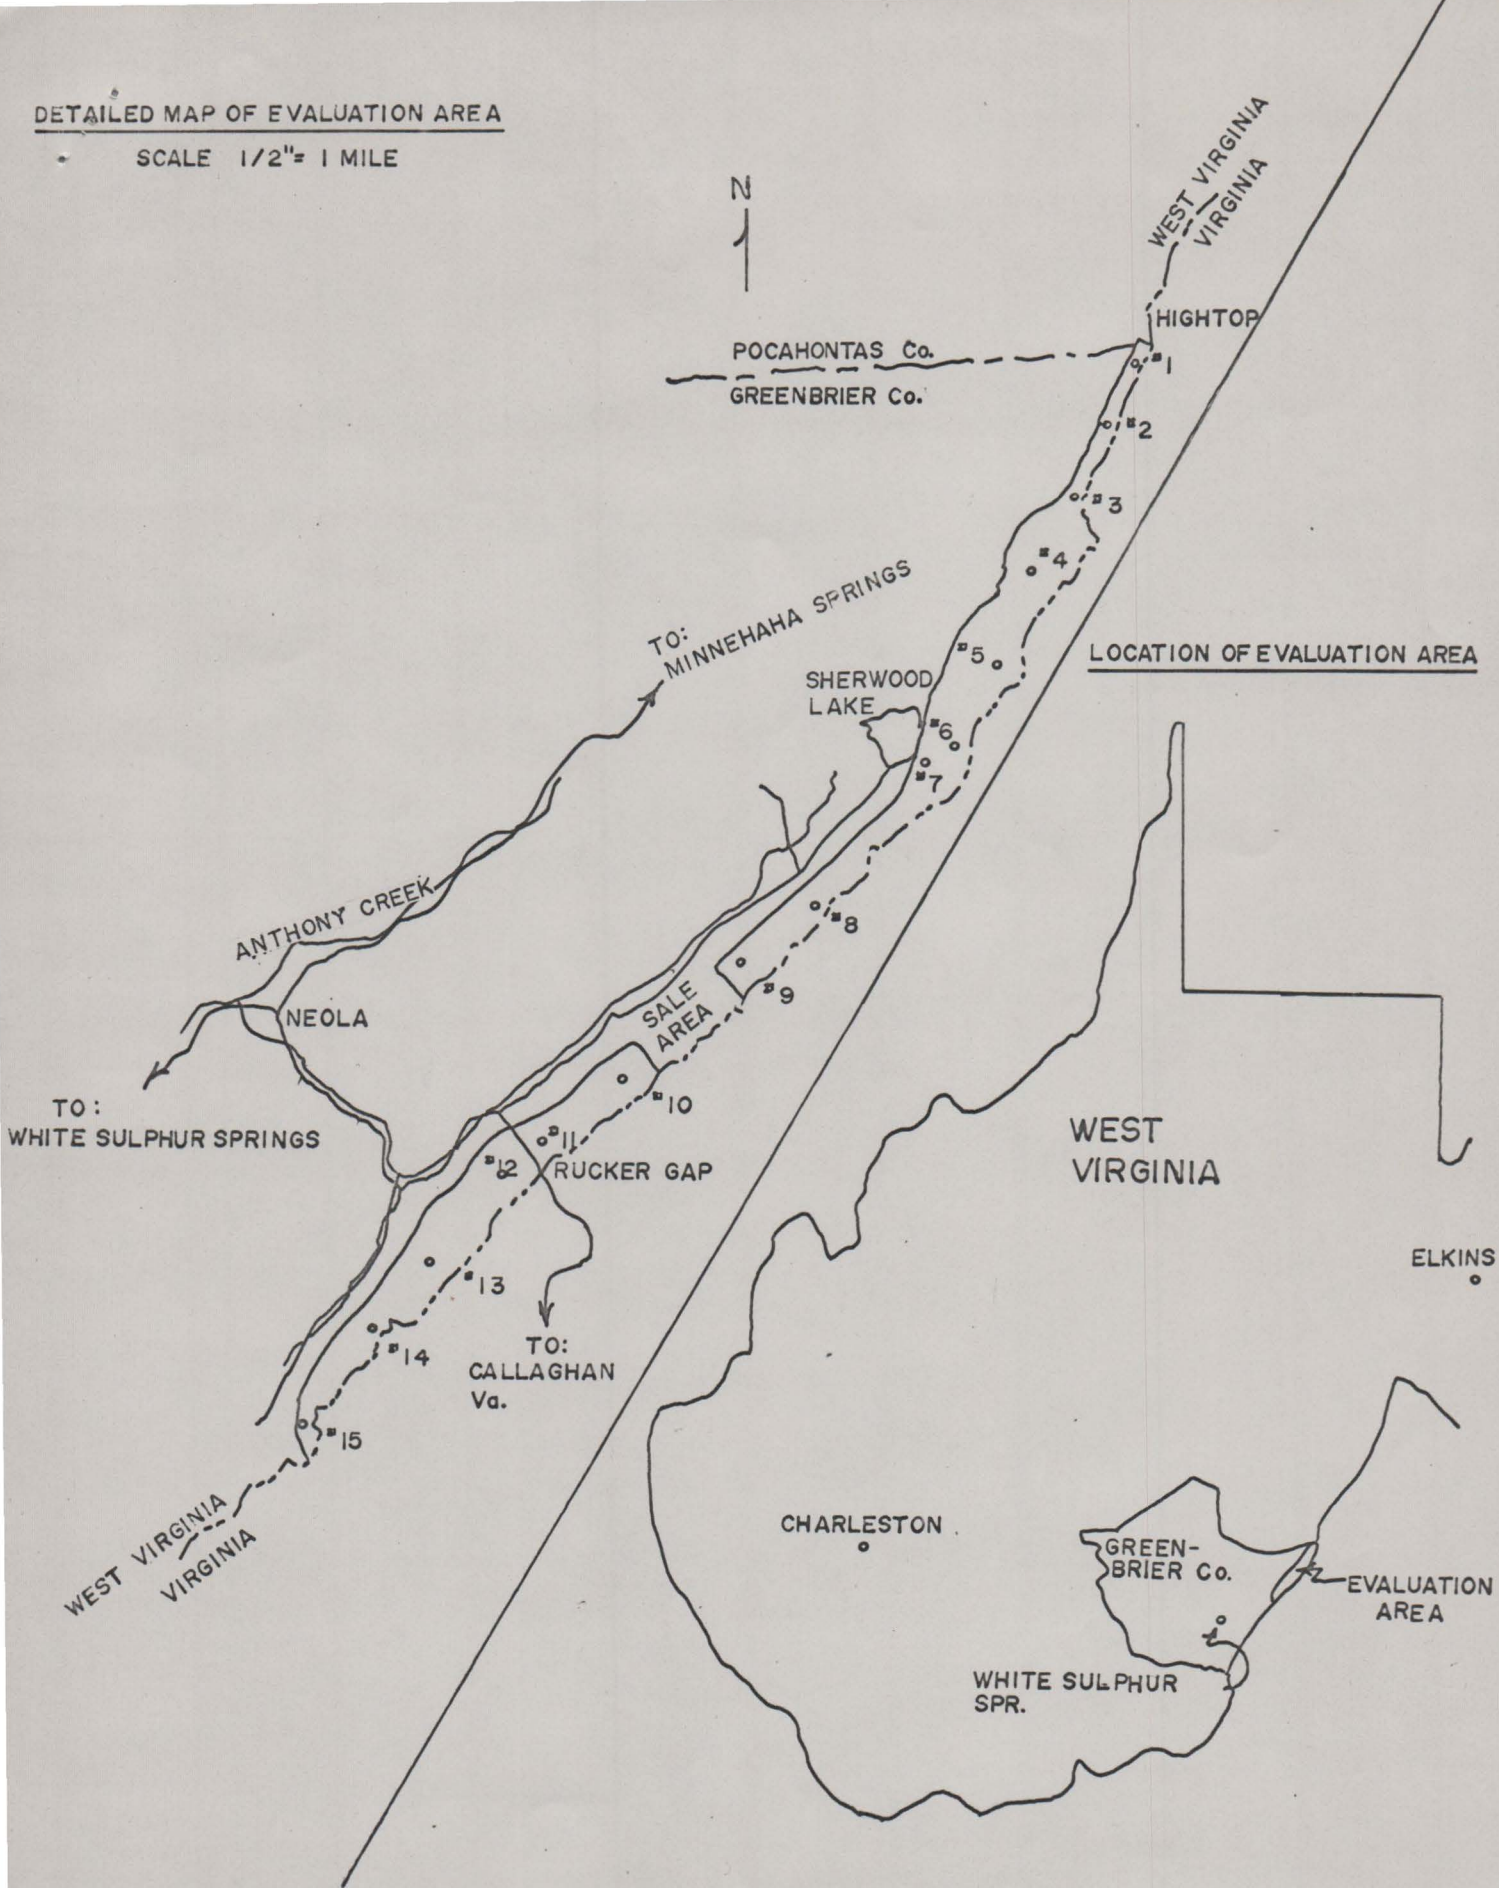 DETAILED MAP OF EVALUATION AREA
SCALE 1/2"= 1 MILE
N
WEST VIRGINIA
VIRGINIA
HIGHTOP
POCAHONTAS Co.
GREENBRIER Co.
#1
#2
#3
#4
TO:
MINNEHAHA SPRINGS
#5
SHERWOOD
LAKE
#6
#7
#8
#9
ANTHONY CREEK
NEOLA
SALE
AREA
#10
TO:
WHITE SULPHUR SPRINGS
#11
#12
RUCKER GAP
#13
#14
TO:
CALLAGHAN
Va.
#15
WEST VIRGINIA
VIRGINIA
LOCATION OF EVALUATION AREA
WEST
VIRGINIA
ELKINS
CHARLESTON
GREEN-
BRIER Co.
EVALUATION
AREA
WHITE SULPHUR
SPR.